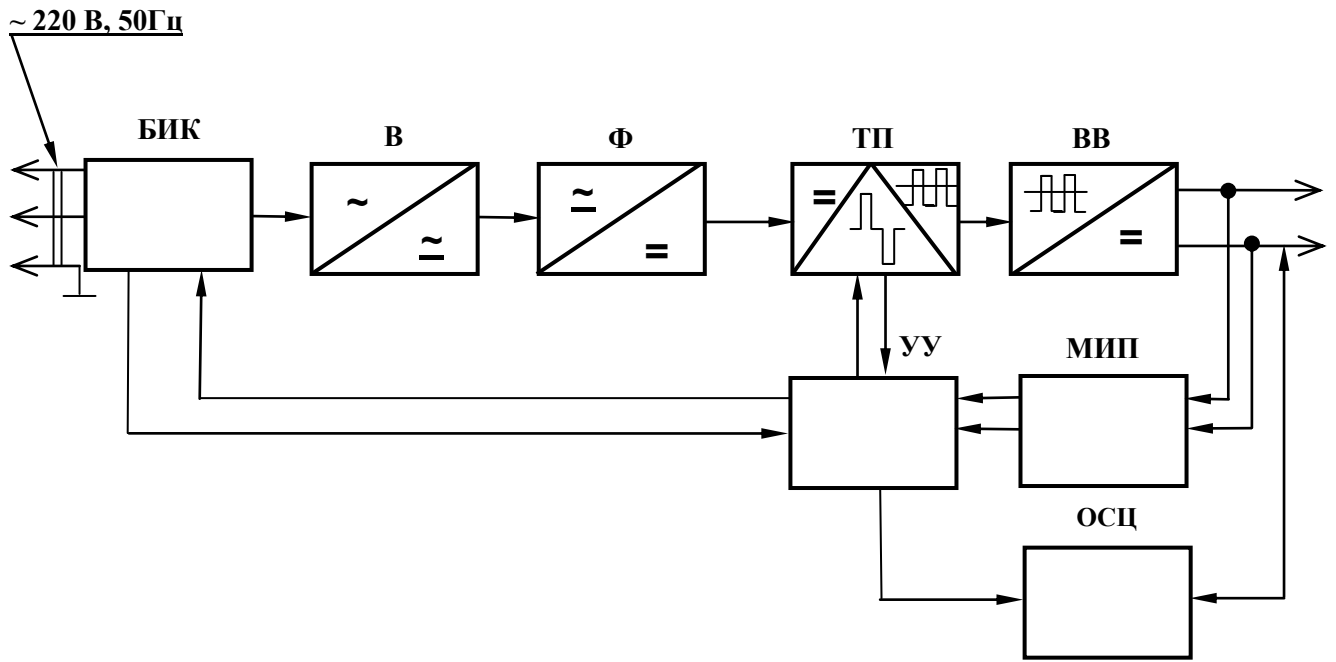 ~ 220 В, 50Гц
БИК
В
Ф
ТП
ВВ
~
≃
≃
=
=
=
УУ
МИП
ОСЦ